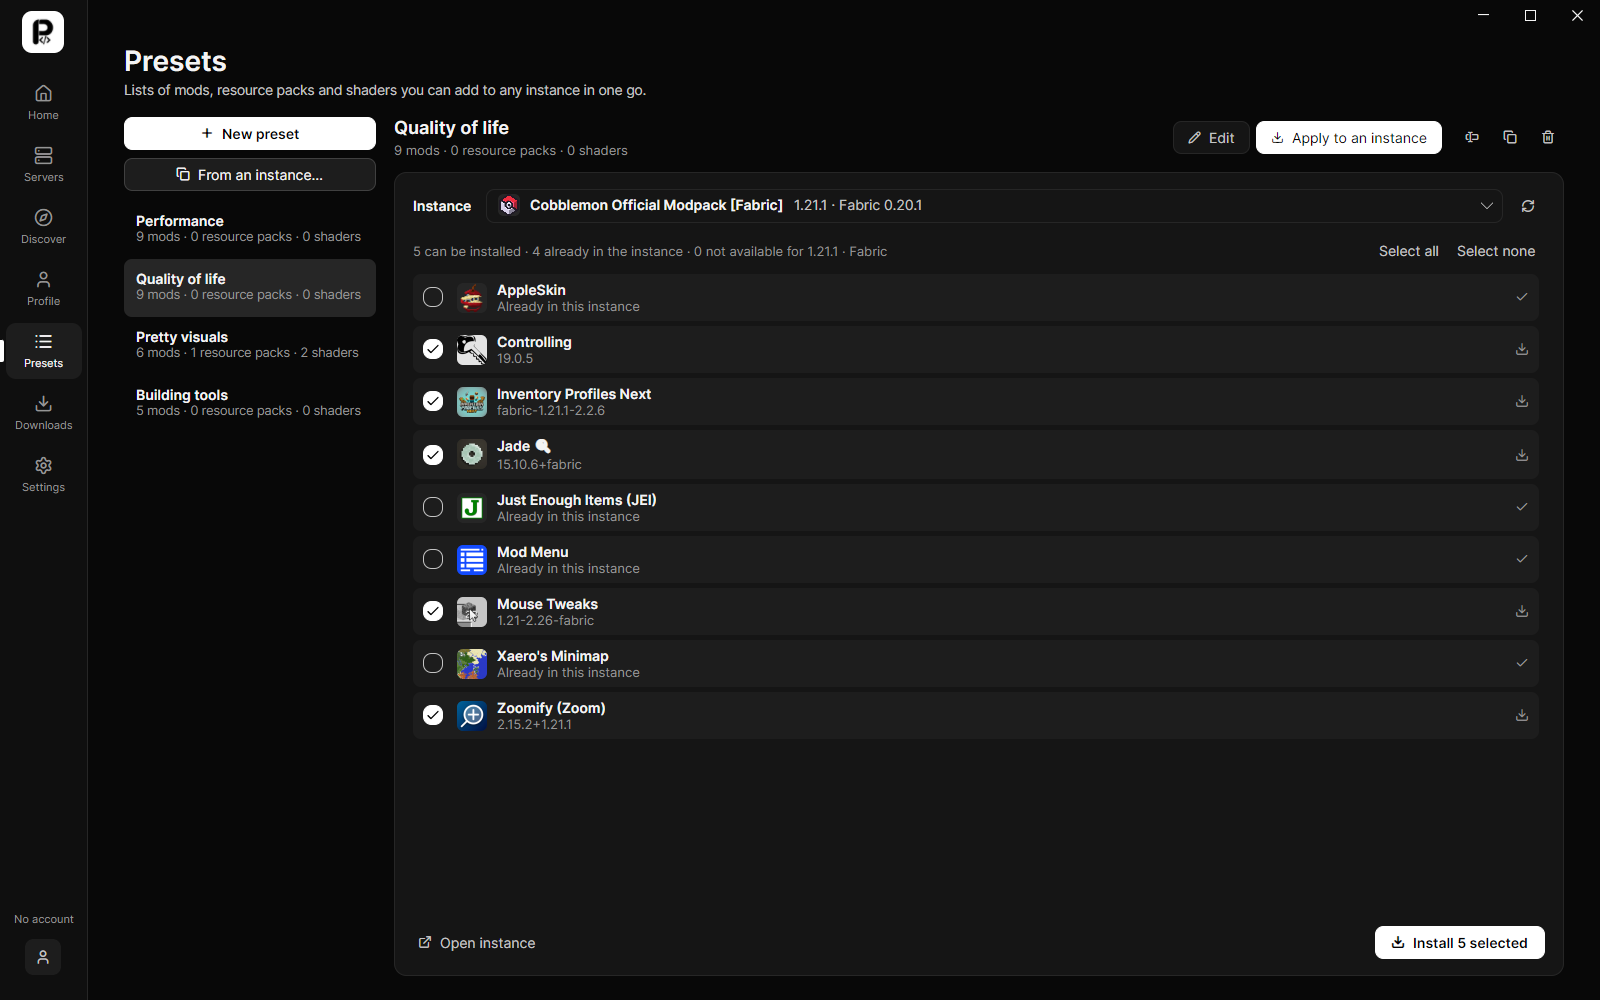 Home
Servers
Discover
Profile
Presets
Downloads
Settings
No account
Presets
Lists of mods, resource packs and shaders you can add to any instance in one go.
New preset
From an instance...
Performance
9 mods · 0 resource packs · 0 shaders
Quality of life
9 mods · 0 resource packs · 0 shaders
Pretty visuals
6 mods · 1 resource packs · 2 shaders
Building tools
5 mods · 0 resource packs · 0 shaders
Quality of life
9 mods · 0 resource packs · 0 shaders
Edit
Apply to an instance
Instance
Cobblemon Official Modpack [Fabric] 1.21.1 · Fabric 0.20.1
5 can be installed · 4 already in the instance · 0 not available for 1.21.1 · Fabric
Select all
Select none
AppleSkin
Already in this instance
Controlling
19.0.5
Inventory Profiles Next
fabric-1.21.1-2.2.6
Jade
15.10.6+fabric
Just Enough Items (JEI)
Already in this instance
Mod Menu
Already in this instance
Mouse Tweaks
1.21-2.26-fabric
Xaero's Minimap
Already in this instance
Zoomify (Zoom)
2.15.2+1.21.1
Open instance
Install 5 selected